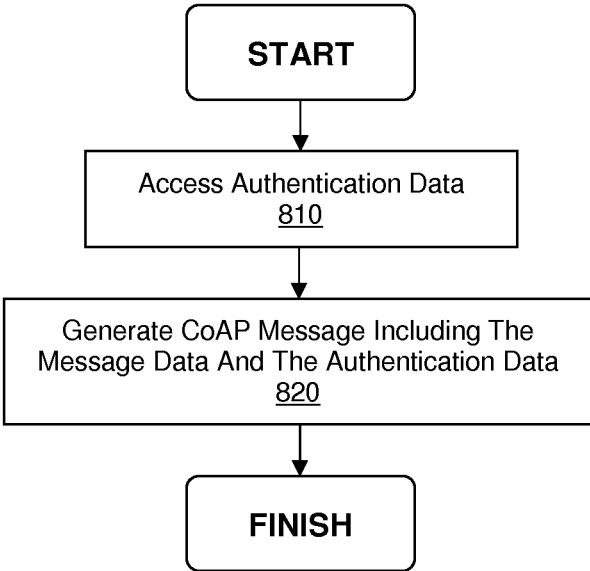 START
Access Authentication Data
810
Generate CoAP Message Including The
Message Data And The Authentication Data
820
FINISH